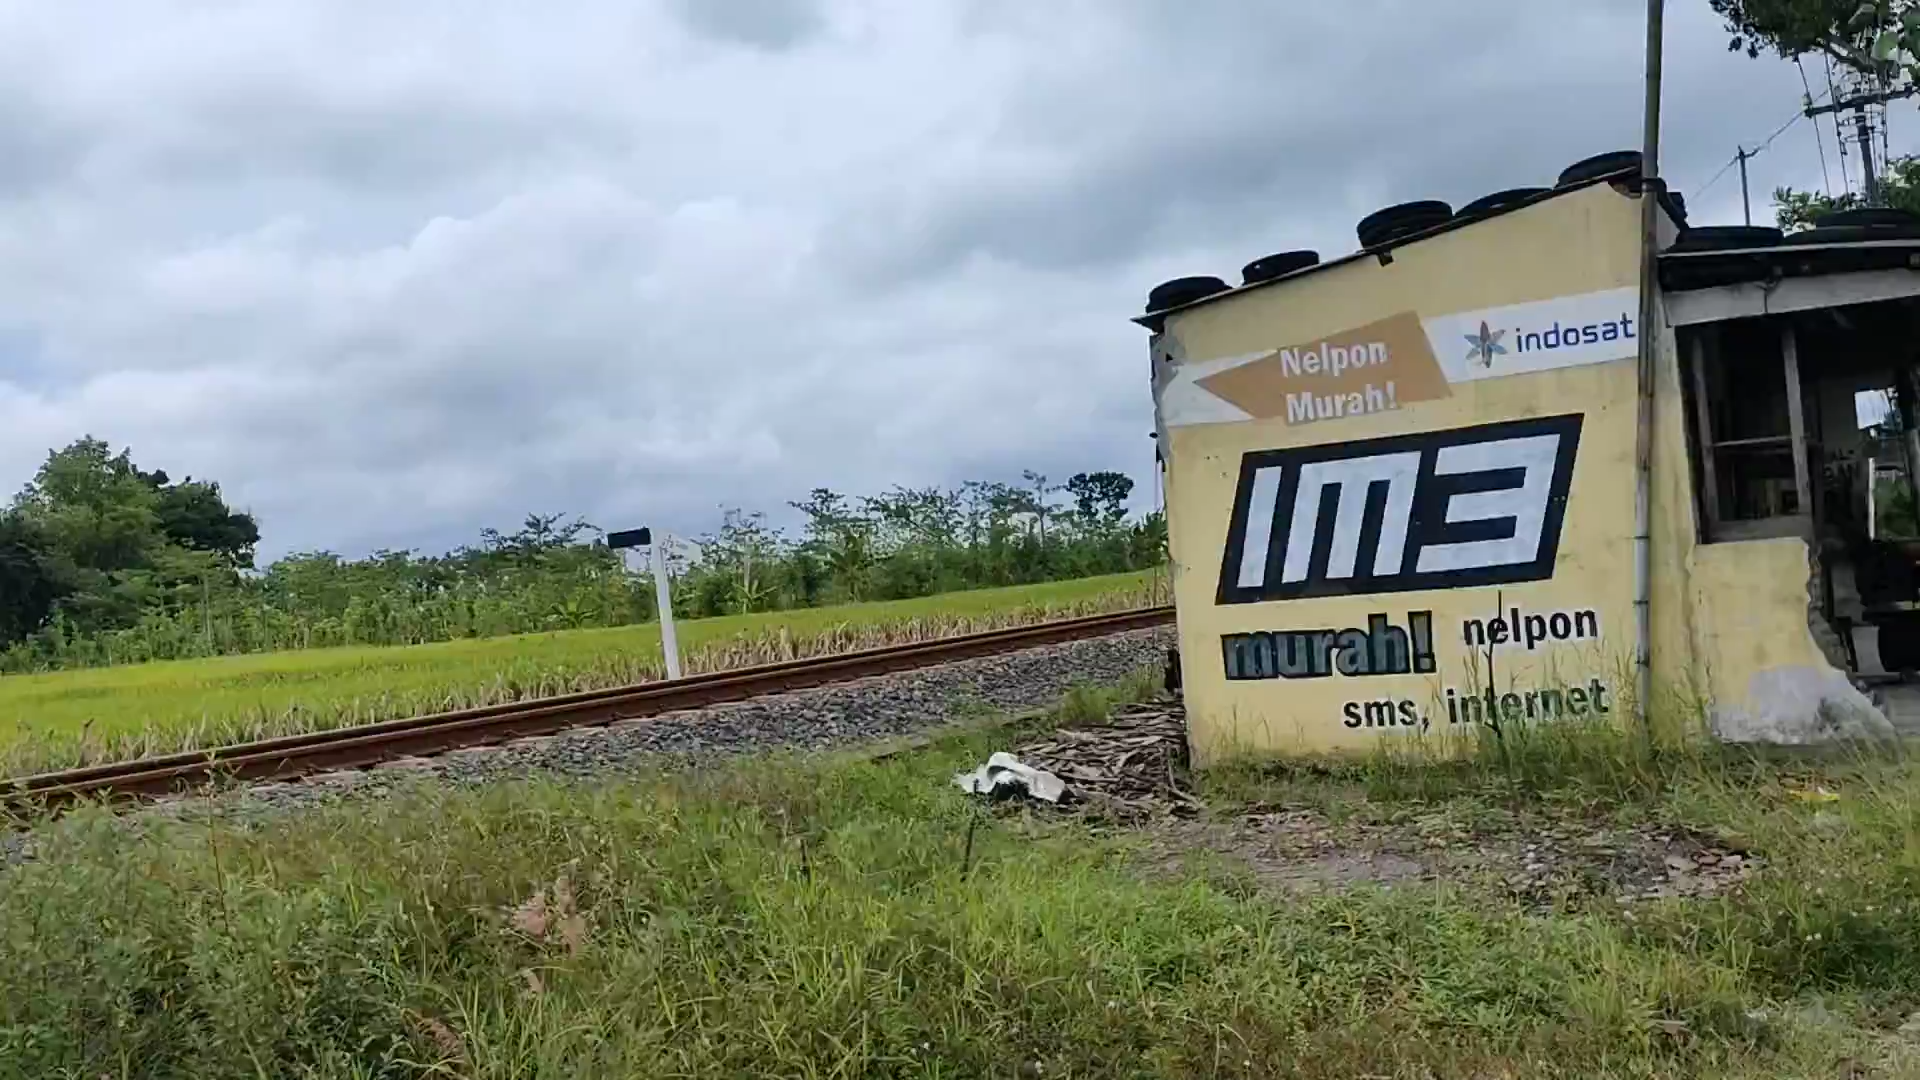 Nelpon
Murah!
indosat
IM3
murah! nelpon
sms, internet